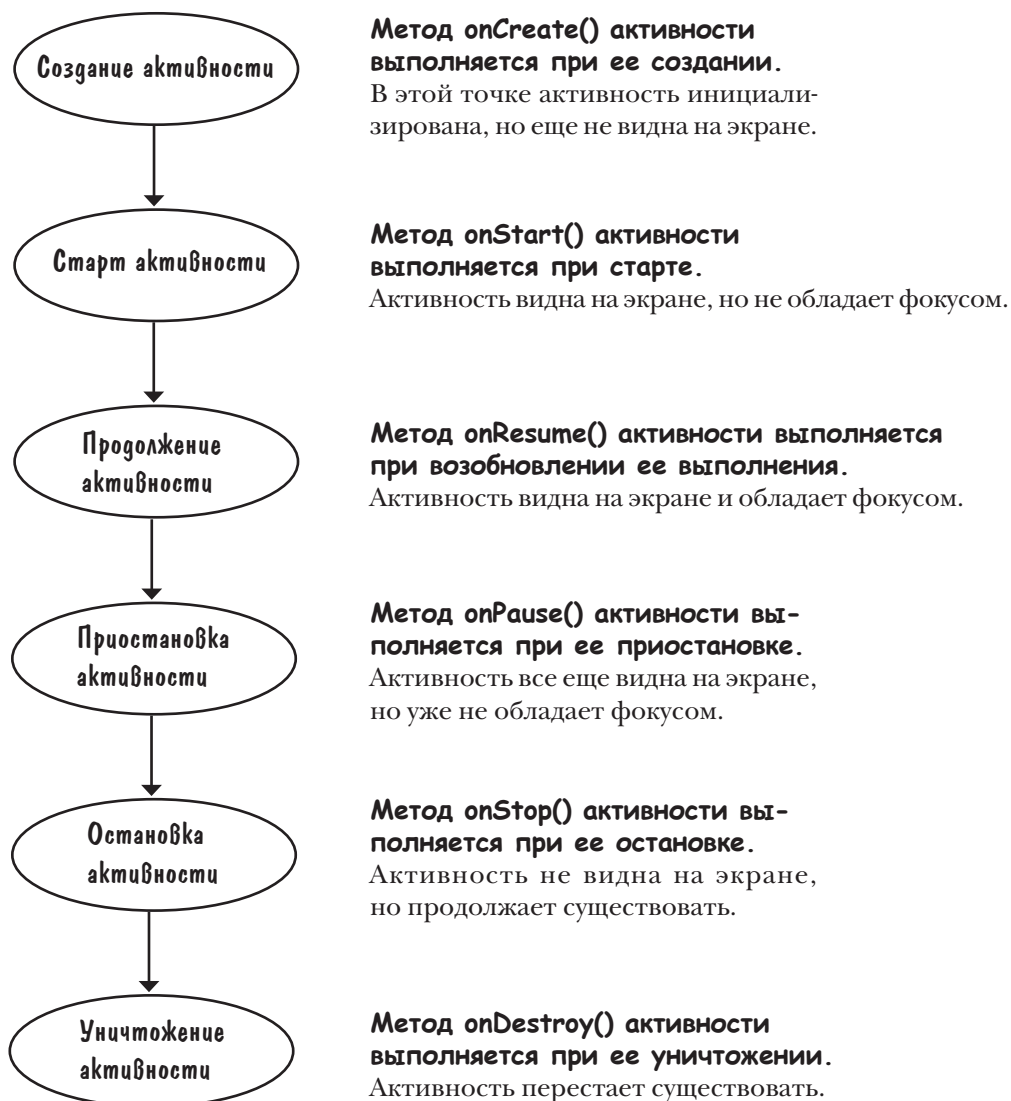 Создание активности
Метод onCreate() активности
выполняется при ее создании.
В этой точке активность инициали-
зирована, но еще не видна на экране.
Старт активности
Метод onStart() активности
выполняется при старте.
Активность видна на экране, но не обладает фокусом.
Продолжение
активности
Метод onResume() активности выполняется
при возобновлении ее выполнения.
Активность видна на экране и обладает фокусом.
Приостановка
активности
Метод onPause() активности вы-
полняется при ее приостановке.
Активность все еще видна на экране,
но уже не обладает фокусом.
Остановка
активности
Метод onStop() активности вы-
полняется при ее остановке.
Активность не видна на экране,
но продолжает существовать.
Уничтожение
активности
Метод onDestroy() активности
выполняется при ее уничтожении.
Активность перестает существовать.